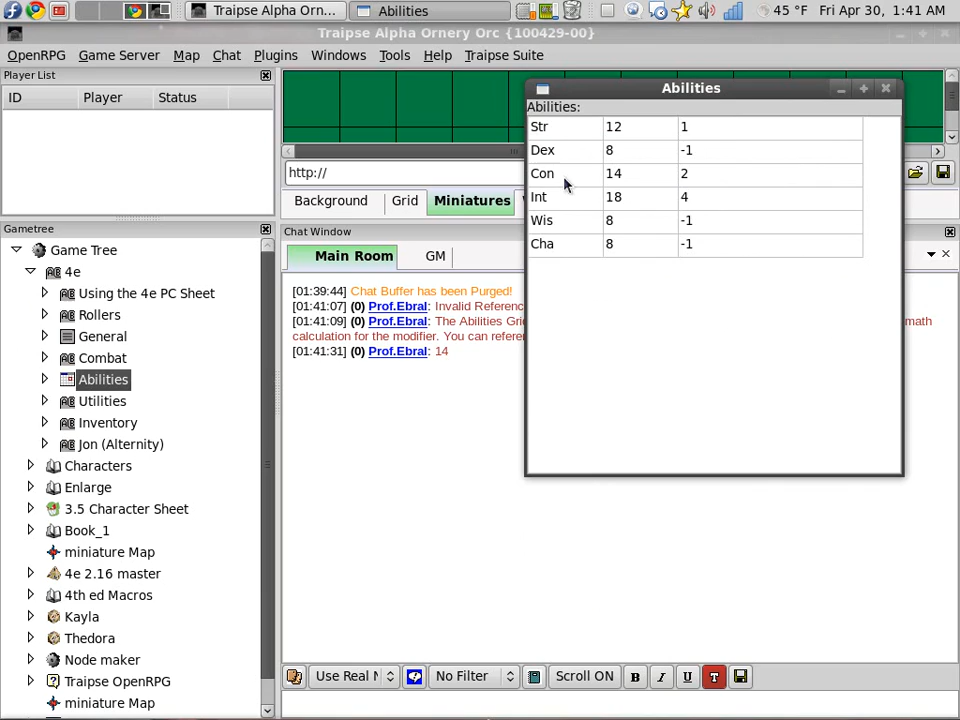 Traipse Alpha Orn...
Abilities
45 °F
Fri Apr 30, 1:41 AM
Traipse Alpha Ornery Orc {100429-00}
OpenRPG Game Server Map Chat Plugins Windows Tools Help Traipse Suite
Player List
ID Player Status
Abilities
Abilities:
Str 12 1
Dex 8 -1
Con 14 2
Int 18 4
Wis 8 -1
Cha 8 -1
http://
Background Grid Miniatures
Gametree
Game Tree
4e
Using the 4e PC Sheet
Rollers
General
Combat
Abilities
Utilities
Inventory
Jon (Alternity)
Characters
Enlarge
3.5 Character Sheet
Book_1
miniature Map
4e 2.16 master
4th ed Macros
Kayla
Thedora
Node maker
Traipse OpenRPG
miniature Map
Chat Window
Main Room GM
[01:39:44] Chat Buffer has been Purged!
[01:41:07] (0) Prof.Ebral: Invalid Referenc
[01:41:09] (0) Prof.Ebral: The Abilities Gri math
calculation for the modifier. You can refere
[01:41:31] (0) Prof.Ebral: 14
Use Real N No Filter Scroll ON B I U T